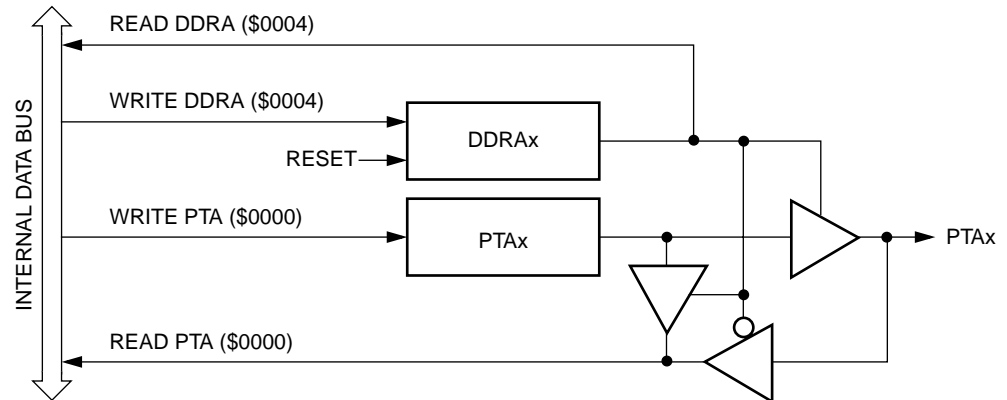 READ DDRA ($0004)
WRITE DDRA ($0004)
DDRAx
RESET
WRITE PTA ($0000)
PTAx
PTAx
READ PTA ($0000)
INTERNAL DATA BUS